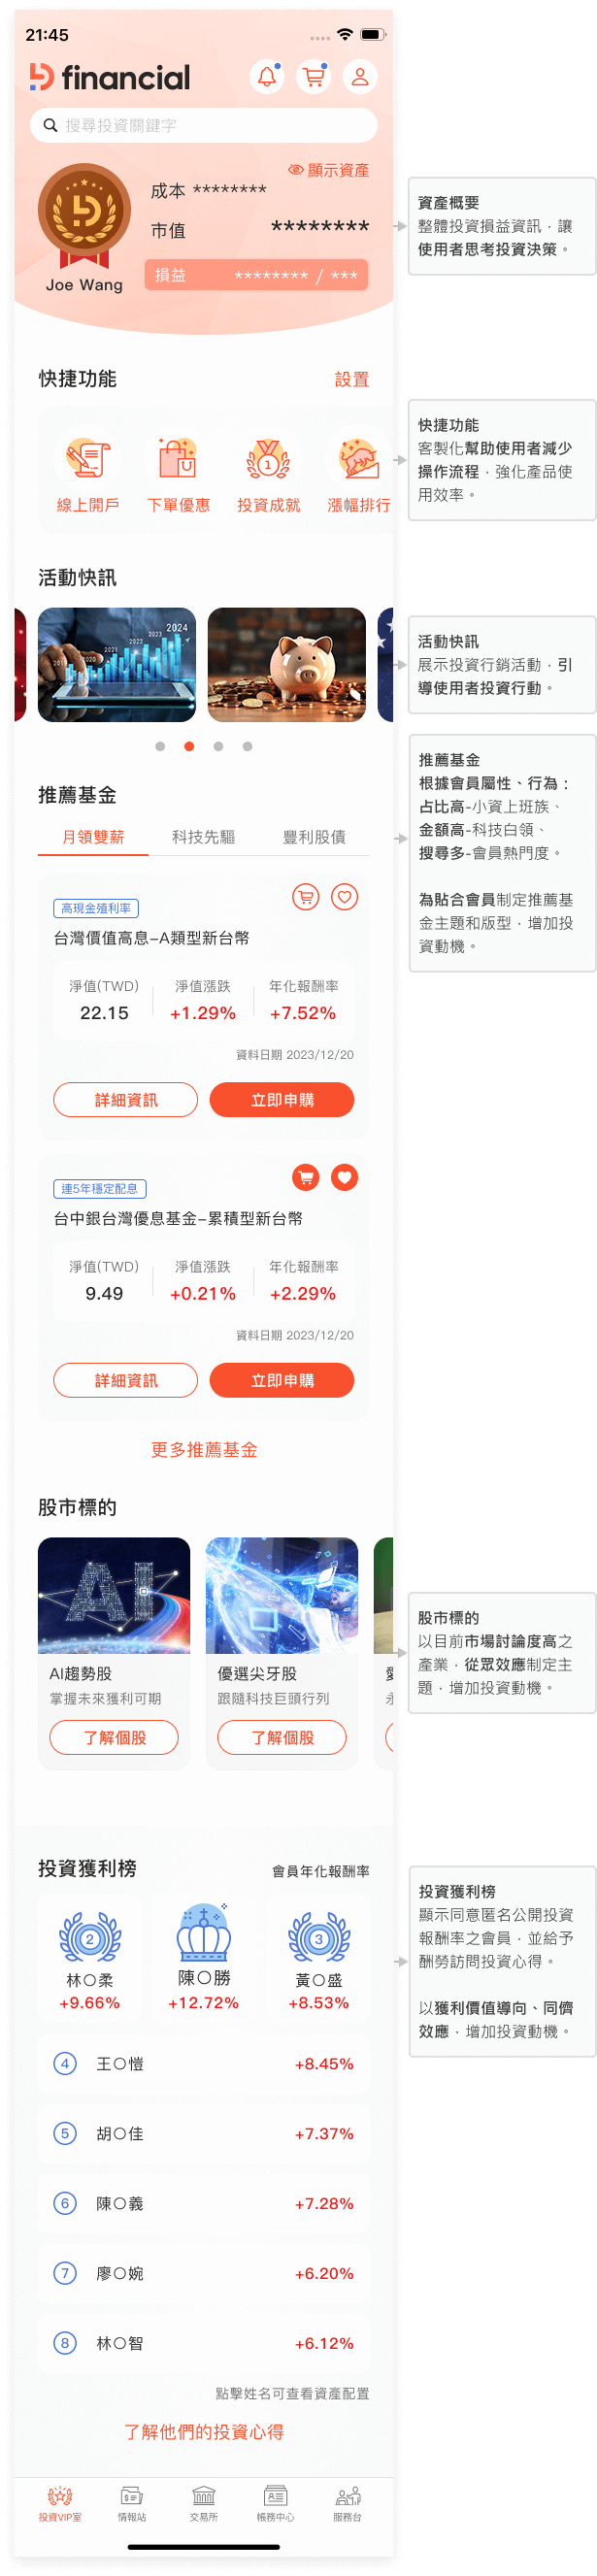 21:45
financial
搜尋投資關鍵字
顯示資產
成本 ********
市值 ********
損益 ******** / ***
Joe Wang
資產概要
整體投資損益資訊，讓
使用者思考投資決策。
快捷功能
設置
線上開戶
下單優惠
投資成就
漲幅排行
快捷功能
客製化幫助使用者減少
操作流程，強化產品使
用效率。
活動快訊
2020
2021
2022
2023
2024
活動快訊
展示投資行銷活動，引
導使用者投資行動。
推薦基金
月領雙薪
科技先驅
豐利股債
推薦基金
根據會員屬性、行為：
占比高-小資上班族、
金額高-科技白領、
搜尋多-會員熱門度。
為貼合會員制定推薦基
金主題和版型，增加投
資動機。
高現金殖利率
台灣價值高息–A類型新台幣
淨值(TWD) 淨值漲跌 年化報酬率
22.15 +1.29% +7.52%
資料日期 2023/12/20
詳細資訊
立即申購
連5年穩定配息
台中銀台灣優息基金–累積型新台幣
淨值(TWD) 淨值漲跌 年化報酬率
9.49 +0.21% +2.29%
資料日期 2023/12/20
詳細資訊
立即申購
更多推薦基金
股市標的
AI
AI趨勢股
掌握未來獲利可期
了解個股
優選尖牙股
跟隨科技巨頭行列
了解個股
股市標的
以目前市場討論度高之
產業，從眾效應制定主
題，增加投資動機。
投資獲利榜
會員年化報酬率
2
林○柔
+9.66%
陳○勝
+12.72%
3
黃○盛
+8.53%
投資獲利榜
顯示同意匿名公開投資
報酬率之會員，並給予
酬勞訪問投資心得。
以獲利價值導向、同儕
效應，增加投資動機。
4 王○愷 +8.45%
5 胡○佳 +7.37%
6 陳○義 +7.28%
7 廖○婉 +6.20%
8 林○智 +6.12%
點擊姓名可查看資產配置
了解他們的投資心得
投資VIP室
情報站
交易所
帳務中心
服務台